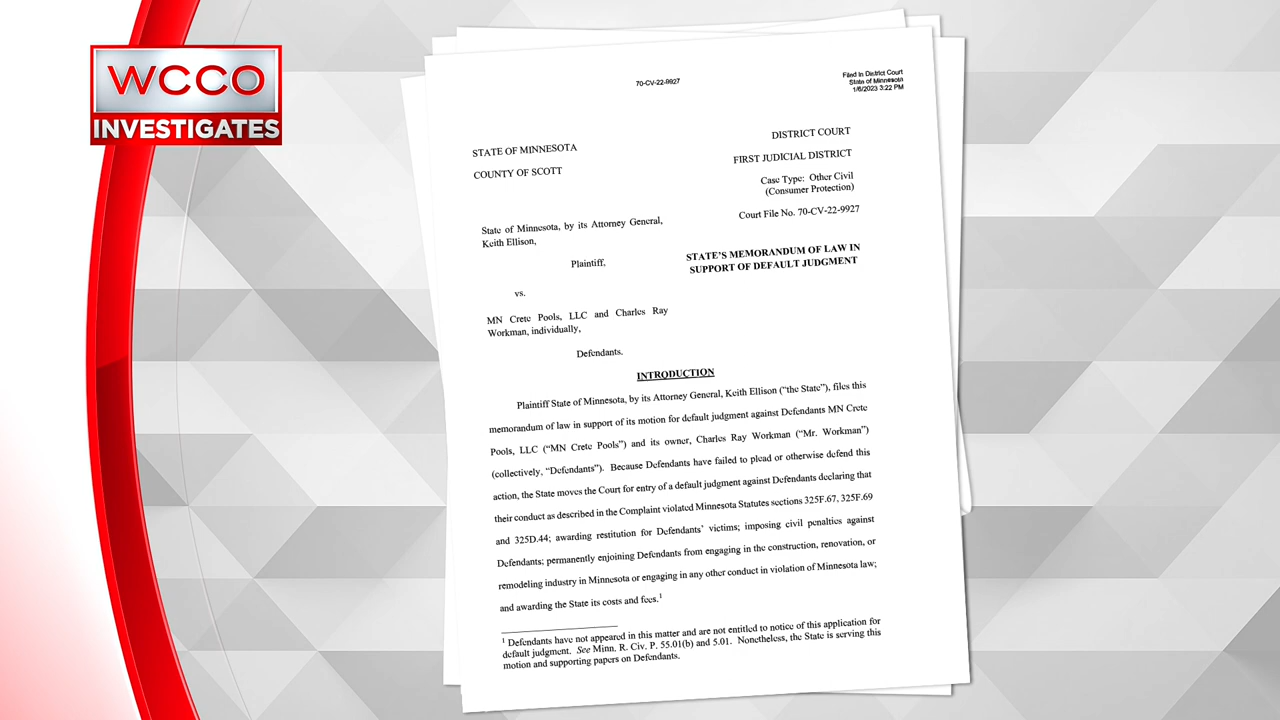 WCCO
INVESTIGATES
70-CV-22-9927
Filed in District Court
State of Minnesota
1/6/2023 3:22 PM
STATE OF MINNESOTA
COUNTY OF SCOTT
DISTRICT COURT
FIRST JUDICIAL DISTRICT
Case Type: Other Civil
(Consumer Protection)
Court File No. 70-CV-22-9927
State of Minnesota, by its Attorney General,
Keith Ellison,
Plaintiff,
vs.
MN Crete Pools, LLC and Charles Ray
Workman, individually,
Defendants.
STATE'S MEMORANDUM OF LAW IN
SUPPORT OF DEFAULT JUDGMENT
INTRODUCTION
Plaintiff State of Minnesota, by its Attorney General, Keith Ellison (“the State”), files this
memorandum of law in support of its motion for default judgment against Defendants MN Crete
Pools, LLC (“MN Crete Pools”) and its owner, Charles Ray Workman (“Mr. Workman”)
(collectively, “Defendants”). Because Defendants have failed to plead or otherwise defend this
action, the State moves the Court for entry of a default judgment against Defendants declaring that
their conduct as described in the Complaint violated Minnesota Statutes sections 325F.67, 325F.69
and 325D.44; awarding restitution for Defendants’ victims; imposing civil penalties against
Defendants; permanently enjoining Defendants from engaging in the construction, renovation, or
remodeling industry in Minnesota or engaging in any other conduct in violation of Minnesota law;
and awarding the State its costs and fees.1
1 Defendants have not appeared in this matter and are not entitled to notice of this application for
default judgment. See Minn. R. Civ. P. 55.01(b) and 5.01. Nonetheless, the State is serving this
motion and supporting papers on Defendants.